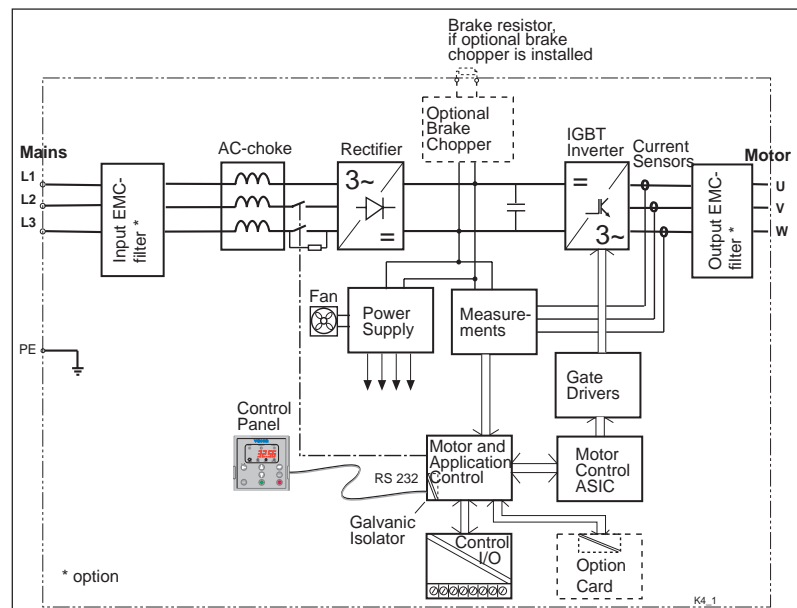 Brake resistor,
if optional brake
chopper is installed
Optional
Brake
Chopper
AC-choke
Rectifier
IGBT
Inverter
Current
Sensors
Mains
Motor
L1
L2
L3
Input EMC-
filter *
3~
=
=
3~
Output EMC-
filter *
U
V
W
Fan
Power
Supply
Measure-
ments
PE
Gate
Drivers
Control
Panel
3256
RS 232
Motor and
Application
Control
Motor
Control
ASIC
Galvanic
Isolator
Control
I/O
Option
Card
* option
K4_1